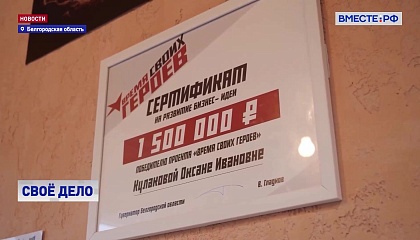 НОВОСТИ
Белгородская область
ВМЕСТЕ.РФ
ВРЕМЯ СВОИХ
ГЕРОЕВ
СЕРТИФИКАТ
НА РАЗВИТИЕ БИЗНЕС- ИДЕИ
1 500 000 ₽
ПОБЕДИТЕЛЮ ПРОЕКТА «ВРЕМЯ СВОИХ ГЕРОЕВ»
Кулаковой Оксане Ивановне
Губернатор Белгородской области
В. Гладков
СВОЁ ДЕЛО